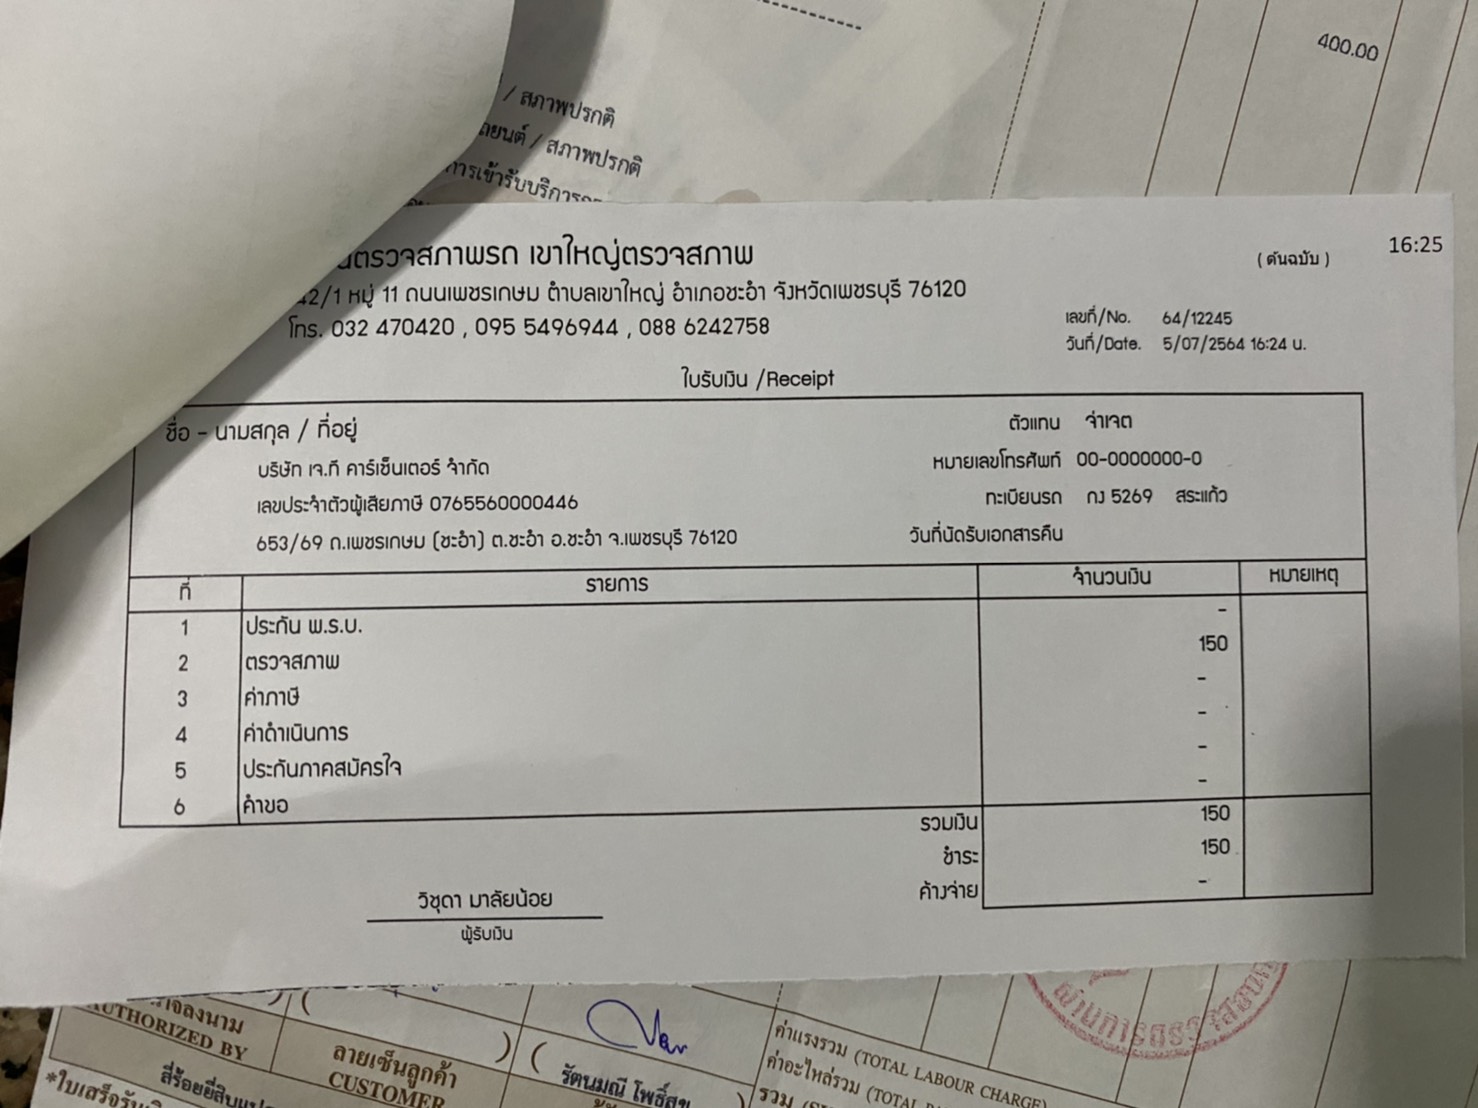 400.00
/ สภาพปรกติ
ถยนต์ / สภาพปรกติ
การเข้ารับบริการ
ตรวจสภาพรถ เขาใหญ่ตรวจสภาพ
(ต้นฉบับ)
16:25
42/1 หมู่ 11 ถนนเพชรเกษม ตำบลเขาใหญ่ อำเภอชะอำ จังหวัดเพชรบุรี 76120
โทร. 032 470420 , 095 5496944 , 088 6242758
เลขที่/No. 64/12245
วันที่/Date. 5/07/2564 16:24 น.
ใบรับเงิน /Receipt
ชื่อ - นามสกุล / ที่อยู่
ตัวแทน จ่าเจต
บริษัท เจ.ที คาร์เซ็นเตอร์ จำกัด
หมายเลขโทรศัพท์ 00-0000000-0
เลขประจำตัวผู้เสียภาษี 0765560000446
ทะเบียนรถ กง 5269 สระแก้ว
653/69 ถ.เพชรเกษม (ชะอำ) ต.ชะอำ อ.ชะอำ จ.เพชรบุรี 76120
วันที่นัดรับเอกสารคืน
ที่ รายการ จำนวนเงิน หมายเหตุ
1 ประกัน พ.ร.บ. -
2 ตรวจสภาพ 150
3 ค่าภาษี -
4 ค่าดำเนินการ -
5 ประกันภาคสมัครใจ -
6 คำขอ -
รวมเงิน 150
ชำระ 150
ค้างจ่าย -
วิชุดา มาลัยน้อย
ผู้รับเงิน
จลงนาม
AUTHORIZED BY
ลายเซ็นลูกค้า
CUSTOMER
รัตนมณี โพธิ์สุข
ค่าแรงรวม (TOTAL LABOUR CHARGE)
ค่าอะไหล่รวม (TOTAL
รวม
สี่ร้อยยี่สิบแปด
*ใบเสร็จรับ